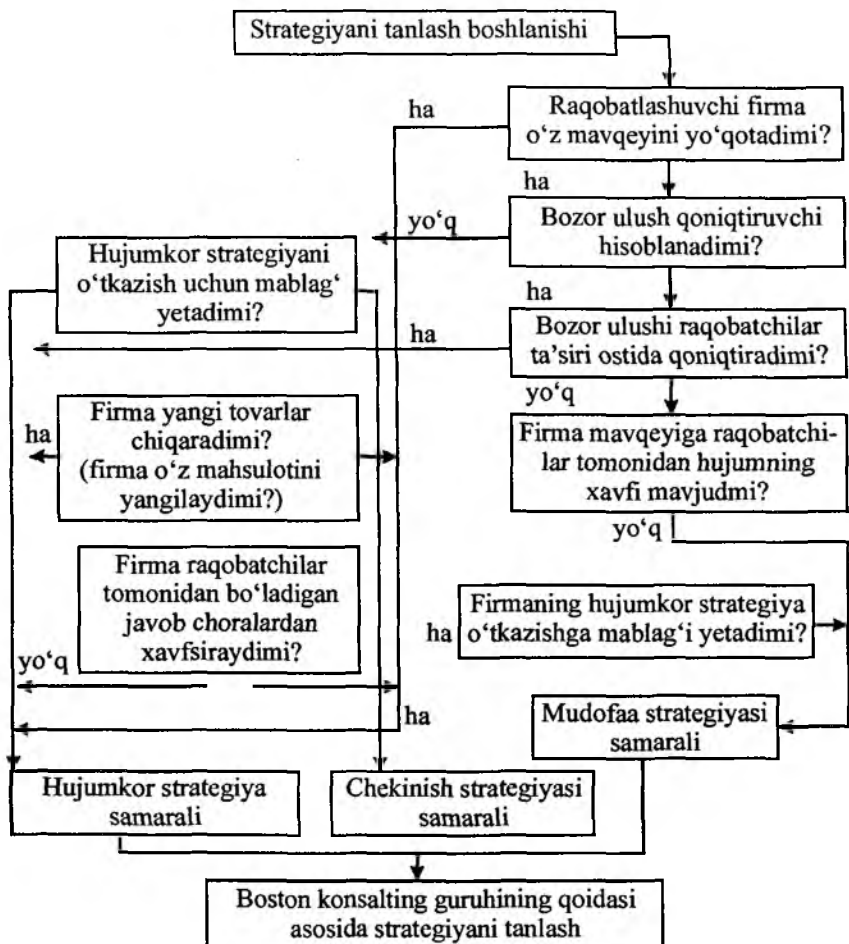 Strategiyani tanlash boshlanishi
ha
Raqobatlashuvchi firma
o‘z mavqeyini yo‘qotadimi?
ha
yo‘q
Bozor ulush qoniqtiruvchi
hisoblanadimi?
Hujumkor strategiyani
o‘tkazish uchun mablag‘
yetadimi?
ha
ha
Bozor ulushi raqobatchilar
ta’siri ostida qoniqtiradimi?
yo‘q
ha
Firma yangi tovarlar
chiqaradimi?
(firma o‘z mahsulotini
yangilaydimi?)
Firma mavqeyiga raqobatchi-
lar tomonidan hujumning
xavfi mavjudmi?
yo‘q
Firma raqobatchilar
tomonidan bo‘ladigan
javob choralardan
xavfsiraydimi?
ha
Firmaning hujumkor strategiya
o‘tkazishga mablag‘i yetadimi?
yo‘q
ha
Mudofaa strategiyasi
samarali
Hujumkor strategiya
samarali
Chekinish strategiyasi
samarali
Boston konsalting guruhining qoidasi
asosida strategiyani tanlash